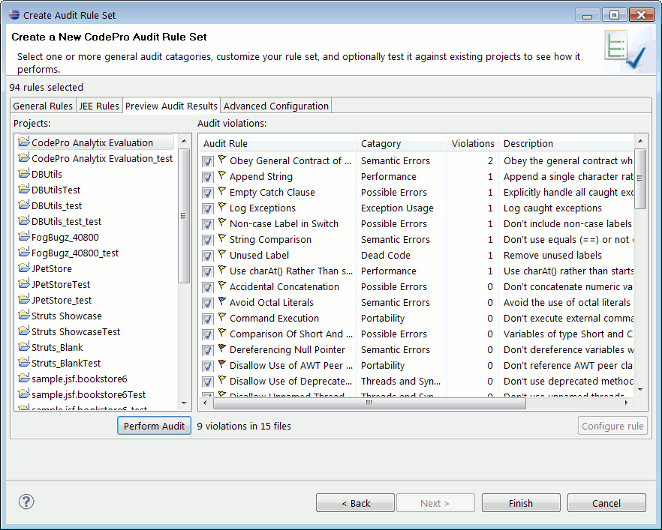 Create Audit Rule Set
Create a New CodePro Audit Rule Set
Select one or more general audit catagories, customize your rule set, and optionally test it against existing projects to see how it
performs.
94 rules selected
General Rules JEE Rules Preview Audit Results Advanced Configuration
Projects:
CodePro Analytix Evaluation
CodePro Analytix Evaluation_test
DBUtils
DBUtilsTest
DBUtils_test
DBUtils_test_test
FogBugz_40800
FogBugz_40800_test
JPetStore
JPetStoreTest
JPetStore_test
Struts Showcase
Struts ShowcaseTest
Struts_Blank
Struts_BlankTest
sample.jsf.bookstore6
sample.jsf.bookstore6Test
sample.jsf.bookstore6_test
Audit violations:
Audit Rule Catagory Violations Description
Obey General Contract of ... Semantic Errors 2 Obey the general contract wh
Append String Performance 1 Append a single character rat
Empty Catch Clause Possible Errors 1 Explicitly handle all caught exc
Log Exceptions Exception Usage 1 Log caught exceptions
Non-case Label in Switch Possible Errors 1 Don't include non-case labels
String Comparison Semantic Errors 1 Don't use equals (==) or not e
Unused Label Dead Code 1 Remove unused labels
Use charAt() Rather Than s... Performance 1 Use charAt() rather than starts
Accidental Concatenation Possible Errors 0 Don't concatenate numeric va
Avoid Octal Literals Semantic Errors 0 Avoid the use of octal literals
Command Execution Portability 0 Don't execute external comma
Comparison Of Short And ... Possible Errors 0 Variables of type Short and C
Dereferencing Null Pointer Semantic Errors 0 Don't dereference variables w
Disallow Use of AWT Peer ... Portability 0 Don't reference AWT peer cla
Disallow Use of Deprecate... Threads and Syn... 0 Don't use deprecated method
Disallow Unnamed Thread Threads and Syn... 0 Don't use unnamed threads
Perform Audit 9 violations in 15 files Configure rule
< Back Next > Finish Cancel